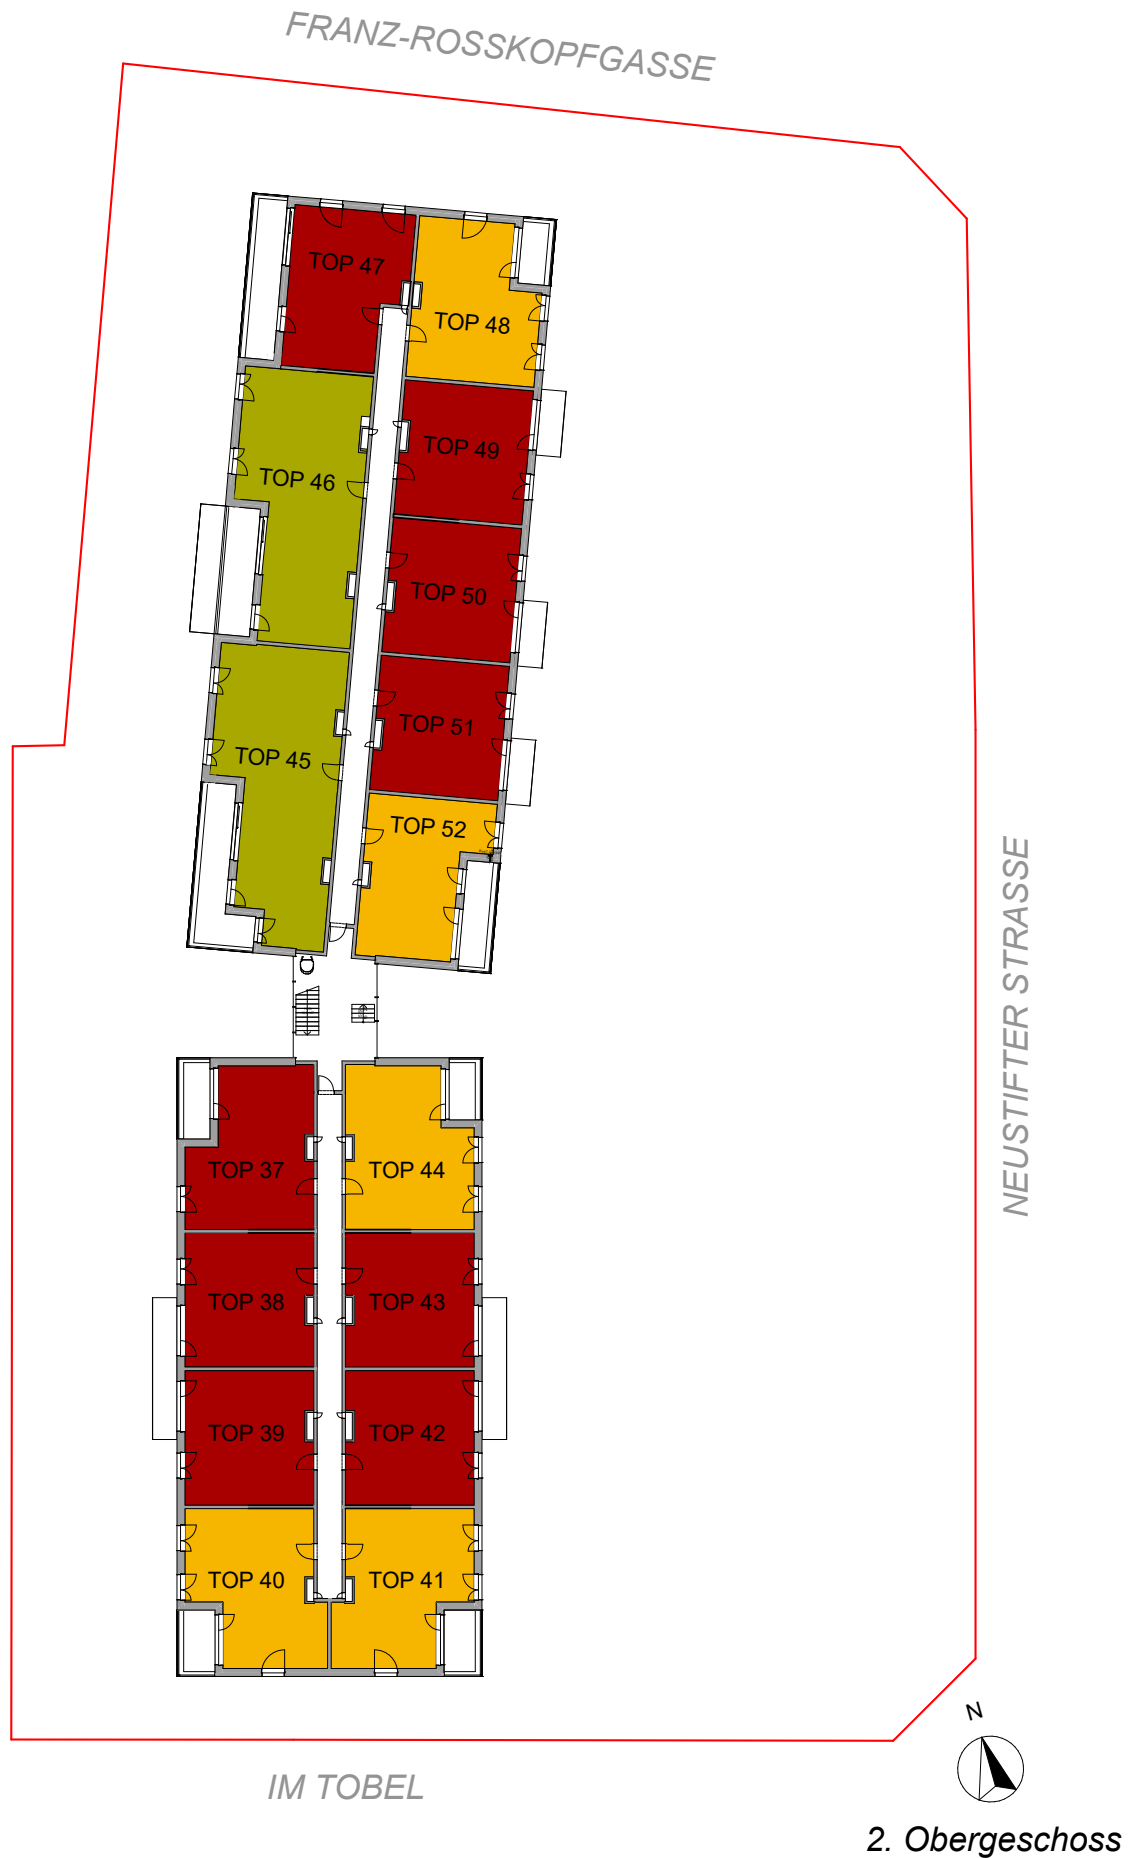 FRANZ-ROSSKOPFGASSE
TOP 47
TOP 48
TOP 49
TOP 46
TOP 50
TOP 51
TOP 45
TOP 52
NEUSTIFTER STRASSE
TOP 37
TOP 44
TOP 38
TOP 43
TOP 39
TOP 42
TOP 40
TOP 41
N
IM TOBEL
2. Obergeschoss